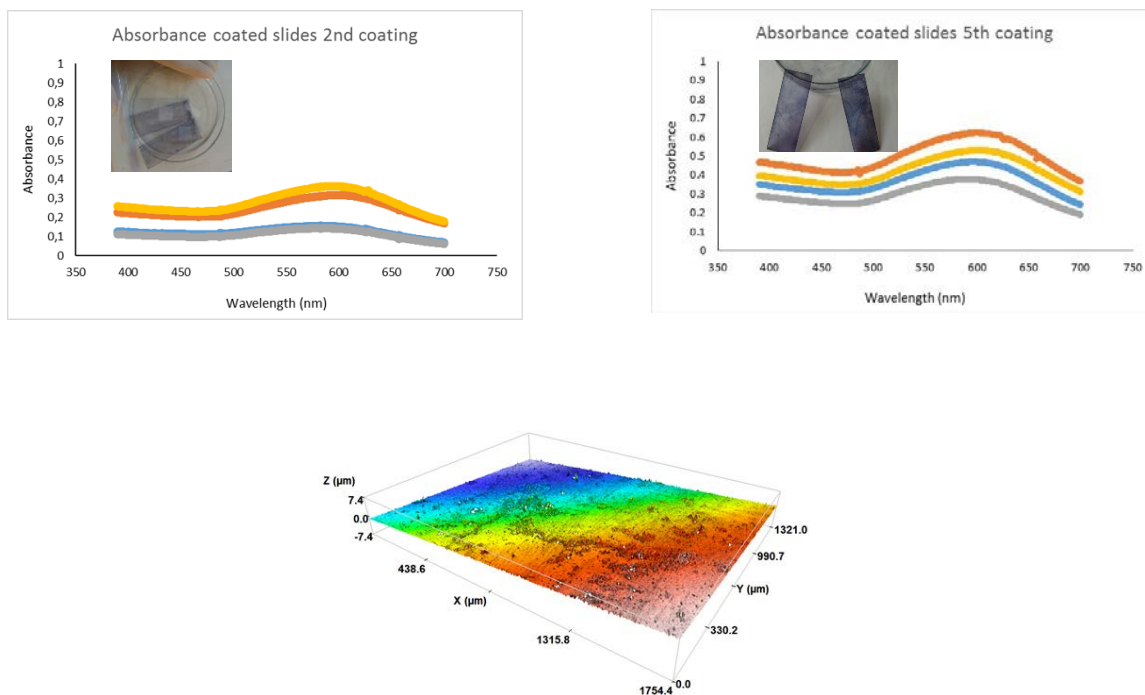 Absorbance coated slides 2nd coating
1
0,9
0,8
0,7
0,6
0,5
0,4
0,3
0,2
0,1
0
Absorbance
350 400 450 500 550 600 650 700 750
Wavelength (nm)
Absorbance coated slides 5th coating
1
0.9
0.8
0.7
0.6
0.5
0.4
0.3
0.2
0.1
0
Absorbance
350 400 450 500 550 600 650 700 750
Wavelength (nm)
Z (µm)
7.4
0.0
-7.4
438.6
X (µm)
1315.8
1754.4
0.0
330.2
Y (µm)
990.7
1321.0